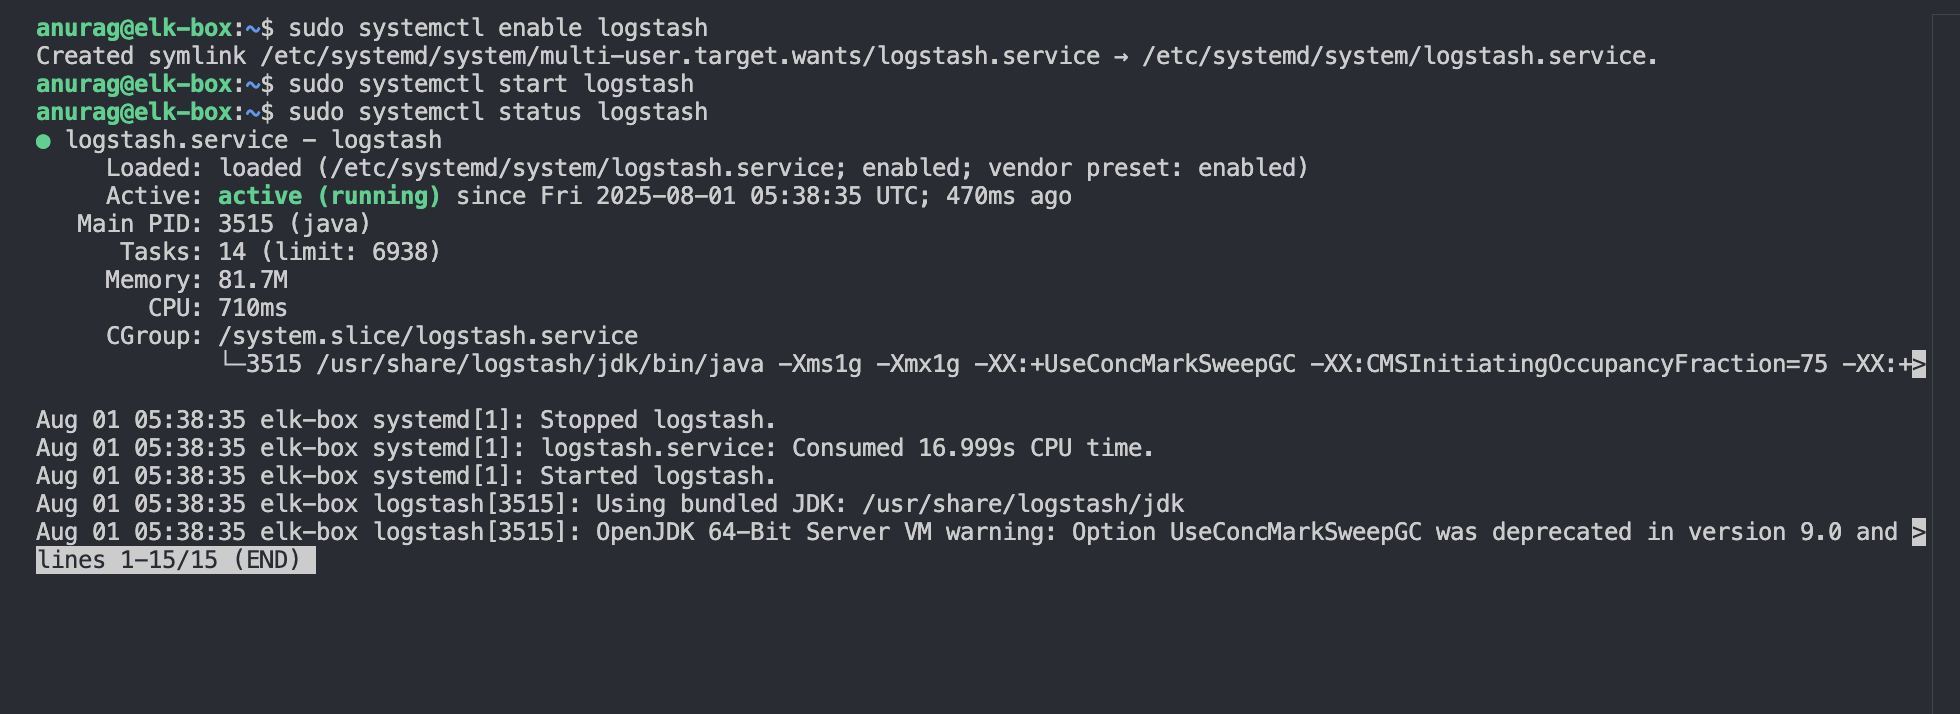 anurag@elk-box:~$ sudo systemctl enable logstash
Created symlink /etc/systemd/system/multi-user.target.wants/logstash.service → /etc/systemd/system/logstash.service.
anurag@elk-box:~$ sudo systemctl start logstash
anurag@elk-box:~$ sudo systemctl status logstash
● logstash.service - logstash
     Loaded: loaded (/etc/systemd/system/logstash.service; enabled; vendor preset: enabled)
     Active: active (running) since Fri 2025-08-01 05:38:35 UTC; 470ms ago
   Main PID: 3515 (java)
      Tasks: 14 (limit: 6938)
     Memory: 81.7M
        CPU: 710ms
     CGroup: /system.slice/logstash.service
             └─3515 /usr/share/logstash/jdk/bin/java -Xms1g -Xmx1g -XX:+UseConcMarkSweepGC -XX:CMSInitiatingOccupancyFraction=75 -XX:+>

Aug 01 05:38:35 elk-box systemd[1]: Stopped logstash.
Aug 01 05:38:35 elk-box systemd[1]: logstash.service: Consumed 16.999s CPU time.
Aug 01 05:38:35 elk-box systemd[1]: Started logstash.
Aug 01 05:38:35 elk-box logstash[3515]: Using bundled JDK: /usr/share/logstash/jdk
Aug 01 05:38:35 elk-box logstash[3515]: OpenJDK 64-Bit Server VM warning: Option UseConcMarkSweepGC was deprecated in version 9.0 and >
lines 1-15/15 (END)